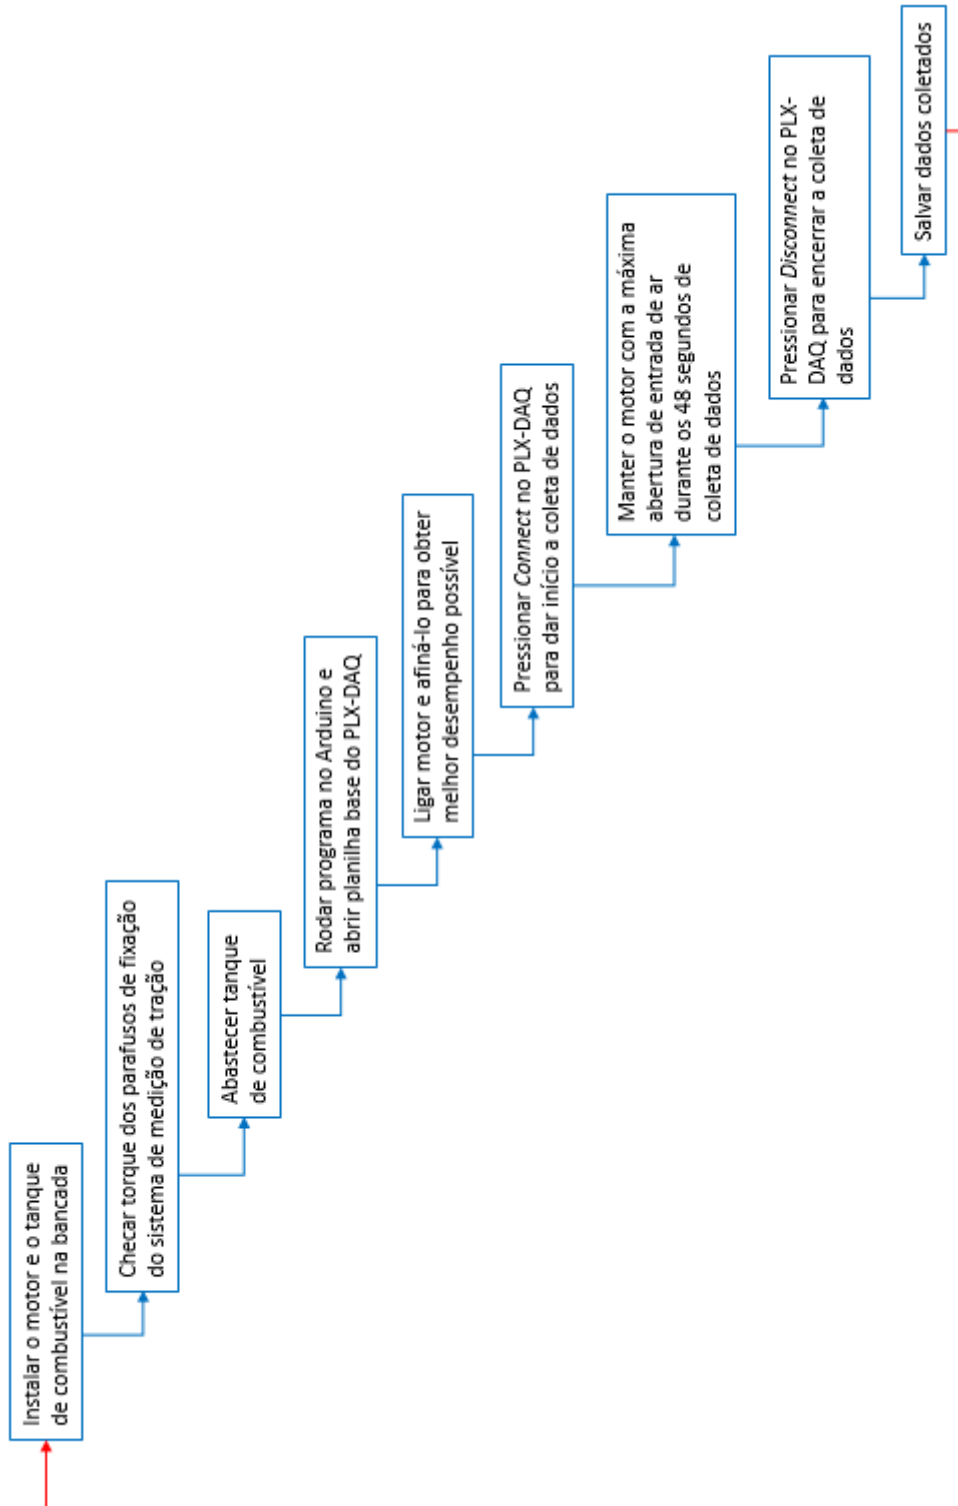 Instalar o motor e o tanque
de combustível na bancada
Checar torque dos parafusos de fixação
do sistema de medição de tração
Abastecer tanque
de combustível
Rodar programa no Arduino e
abrir planilha base do PLX-DAQ
Ligar motor e afiná-lo para obter
melhor desempenho possível
Pressionar Connect no PLX-DAQ
para dar início a coleta de dados
Manter o motor com a máxima
abertura de entrada de ar
durante os 48 segundos de
coleta de dados
Pressionar Disconnect no PLX-
DAQ para encerrar a coleta de
dados
Salvar dados coletados